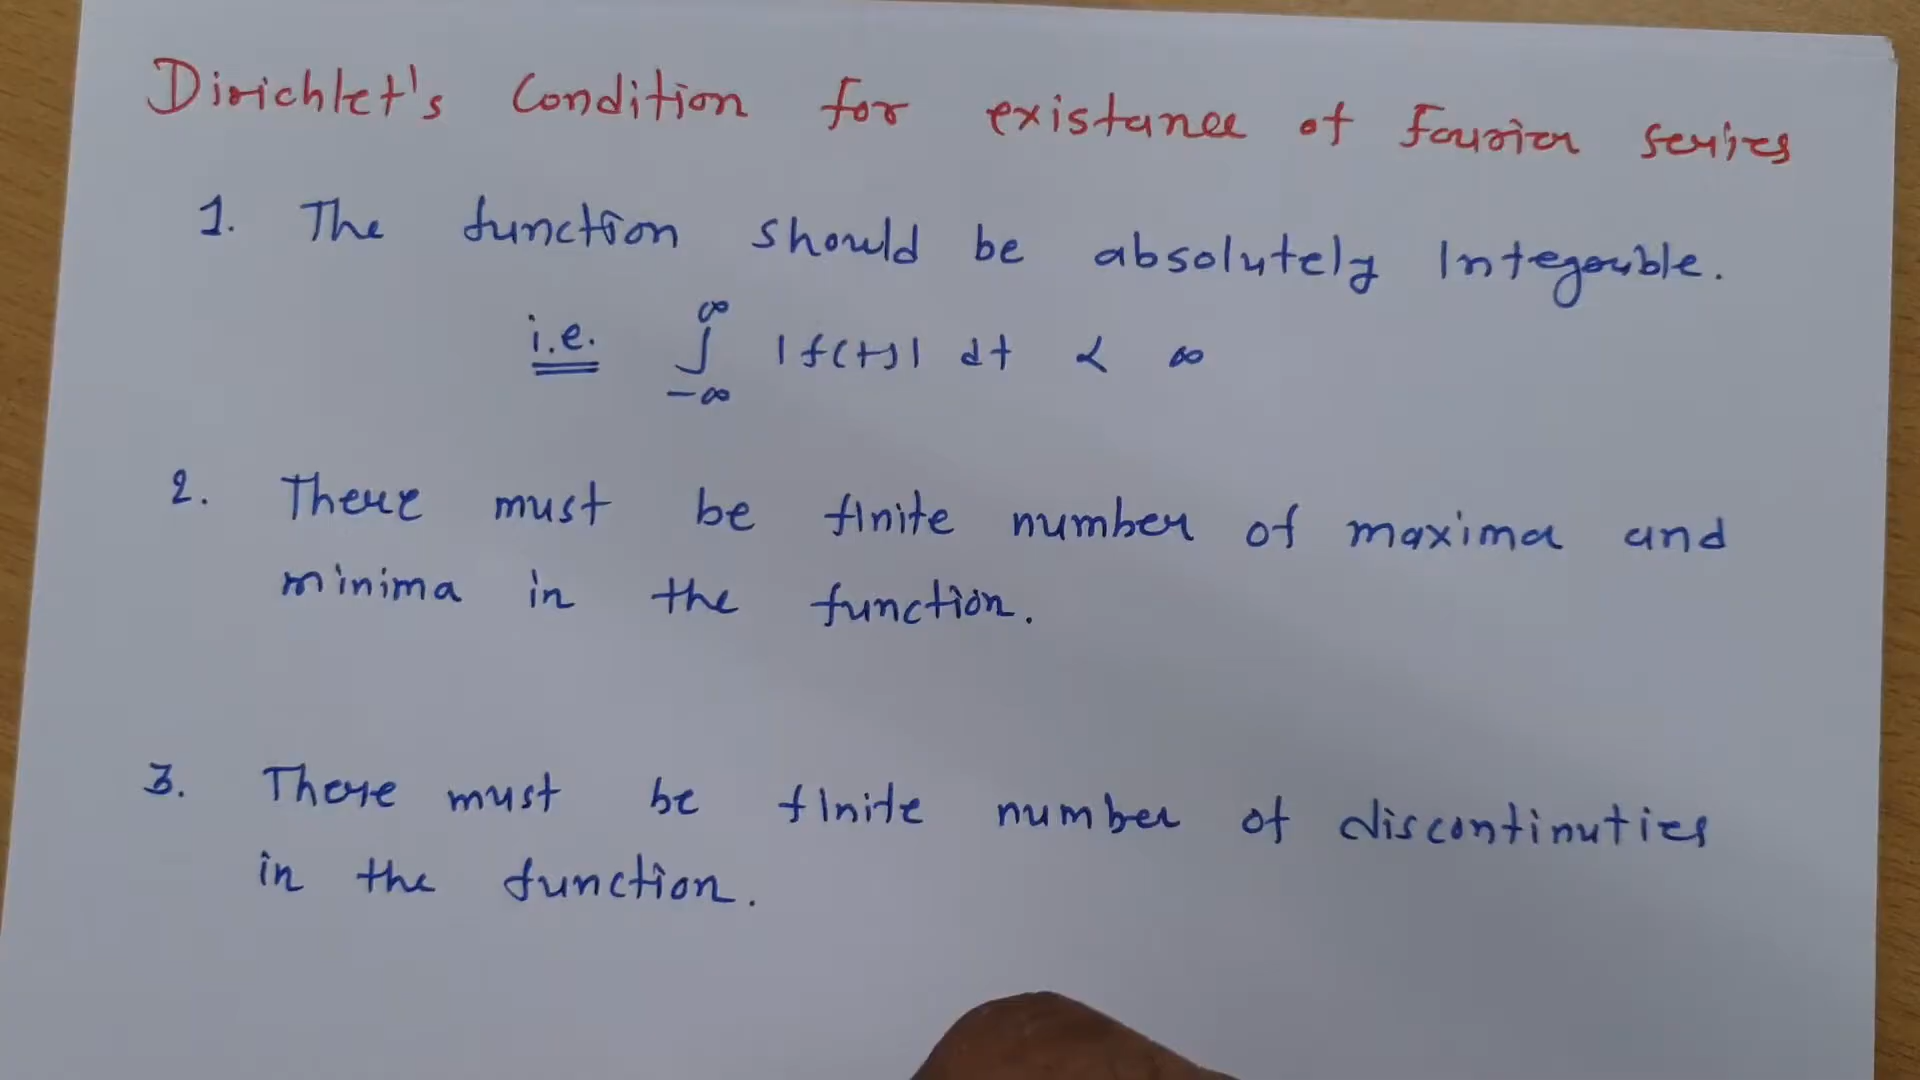 Dirichlet's Condition for existance of Fourier series
1. The function should be absolutely Integrable.
i.e. ∫_{-∞}^{∞} |f(t)| dt < ∞
2. There must be finite number of maxima and
minima in the function.
3. There must be finite number of discontinuties
in the function.